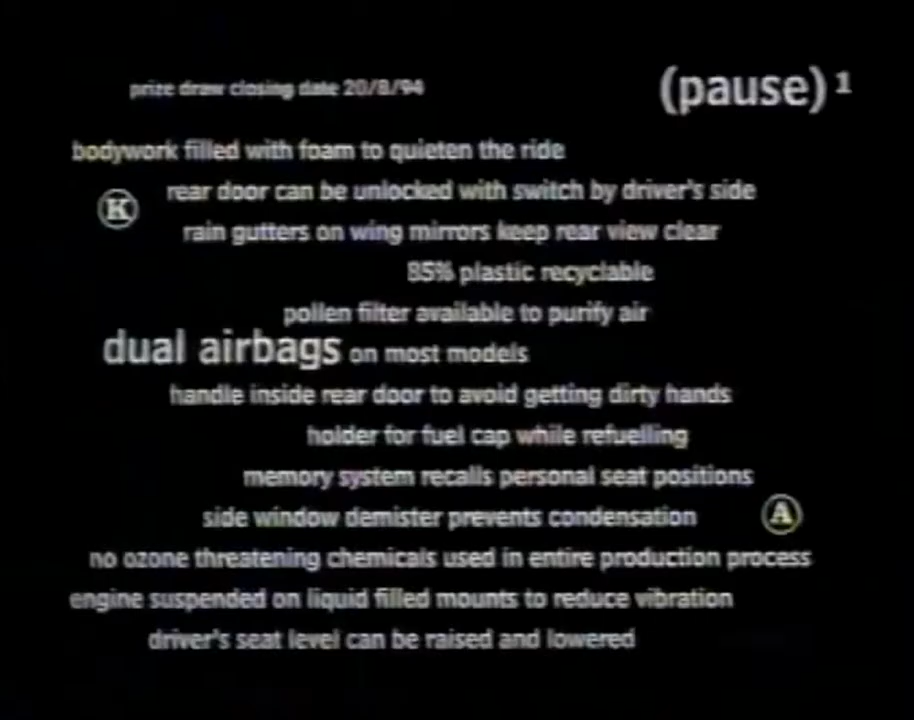 prize draw closing date 20/8/94
(pause) 1
bodywork filled with foam to quieten the ride
K
rear door can be unlocked with switch by driver's side
rain gutters on wing mirrors keep rear view clear
85% plastic recyclable
pollen filter available to purify air
dual airbags on most models
handle inside rear door to avoid getting dirty hands
holder for fuel cap while refuelling
memory system recalls personal seat positions
side window demister prevents condensation
A
no ozone threatening chemicals used in entire production process
engine suspended on liquid filled mounts to reduce vibration
driver's seat level can be raised and lowered